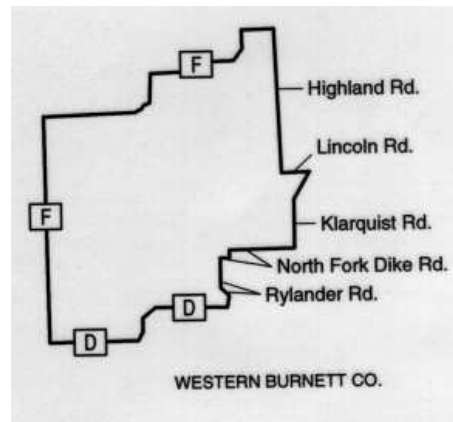 F
Highland Rd.
Lincoln Rd.
F
Klarquist Rd.
North Fork Dike Rd.
Rylander Rd.
D
D
WESTERN BURNETT CO.